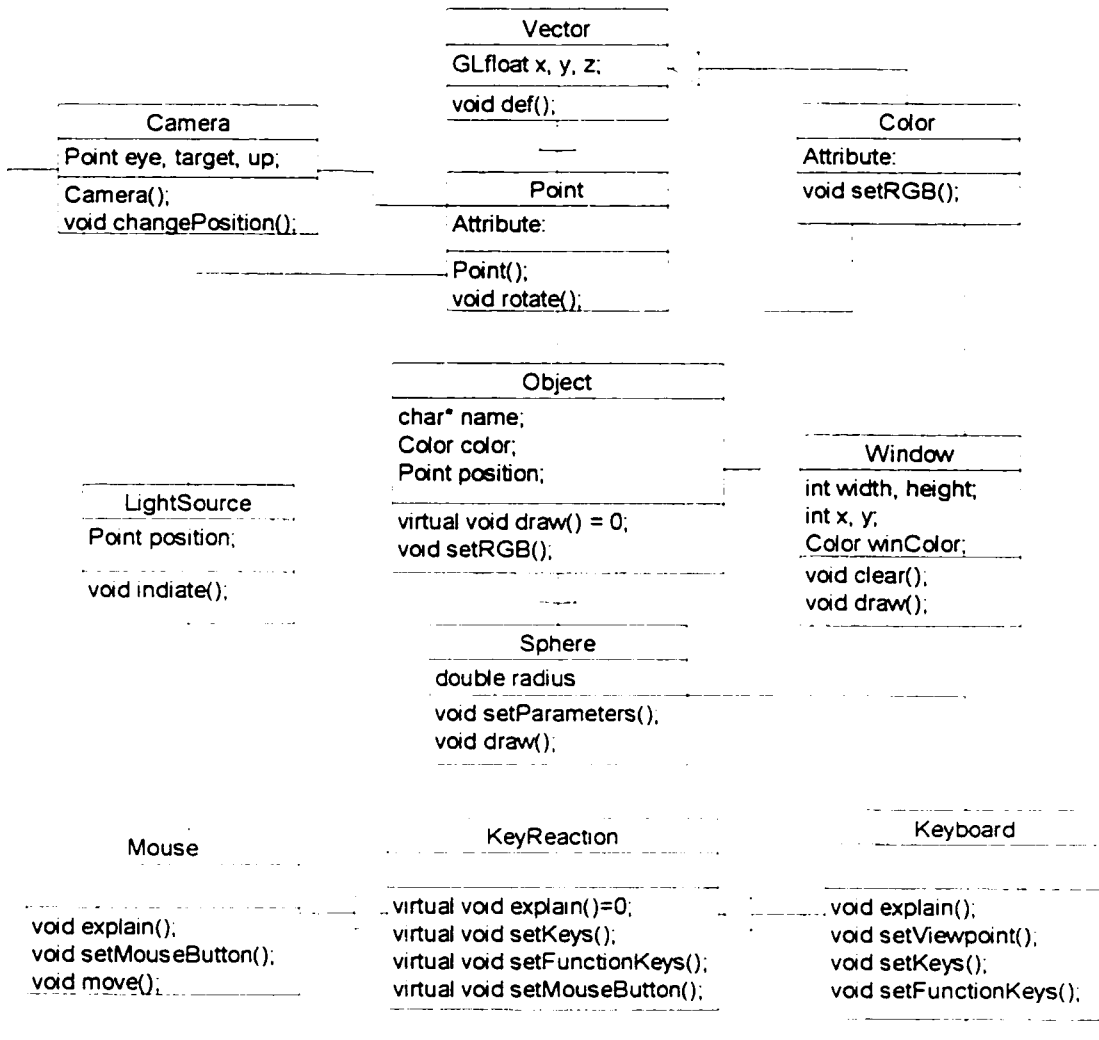 Vector
GLfloat x, y, z;
void def();
Camera
Point eye, target, up;
Camera();
void changePosition();
Color
Attribute:
void setRGB();
Point
Attribute:
Point();
void rotate();
Object
char* name;
Color color;
Point position;
virtual void draw() = 0;
void setRGB();
Window
int width, height;
int x, y;
Color winColor;
void clear();
void draw();
LightSource
Point position;
void indiate();
Sphere
double radius
void setParameters();
void draw();
Mouse
void explain();
void setMouseButton();
void move();
KeyReaction
virtual void explain()=0;
virtual void setKeys();
virtual void setFunctionKeys();
virtual void setMouseButton();
Keyboard
void explain();
void setViewpoint();
void setKeys();
void setFunctionKeys();